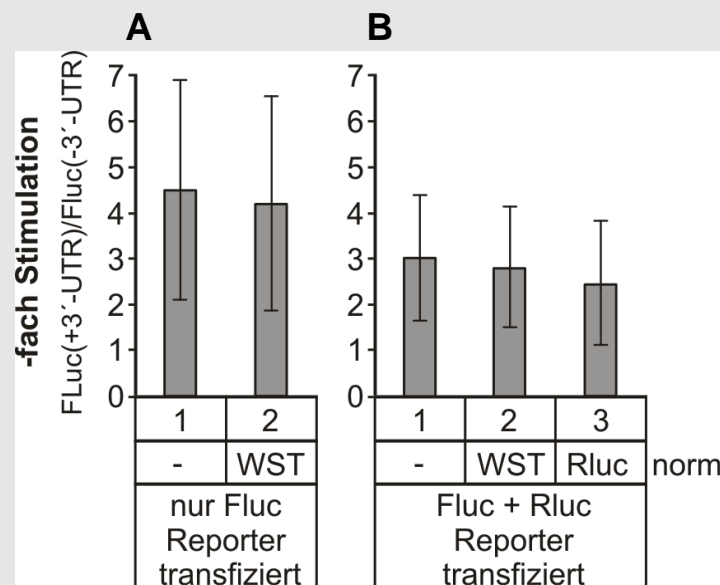 A
B
-fach Stimulation
FLuc(+3´-UTR)/Fluc(-3´-UTR)
7
6
5
4
3
2
1
0
7
6
5
4
3
2
1
0
1 2
- WST
nur Fluc
Reporter
transfiziert
1 2 3
- WST Rluc norm
Fluc + Rluc
Reporter
transfiziert